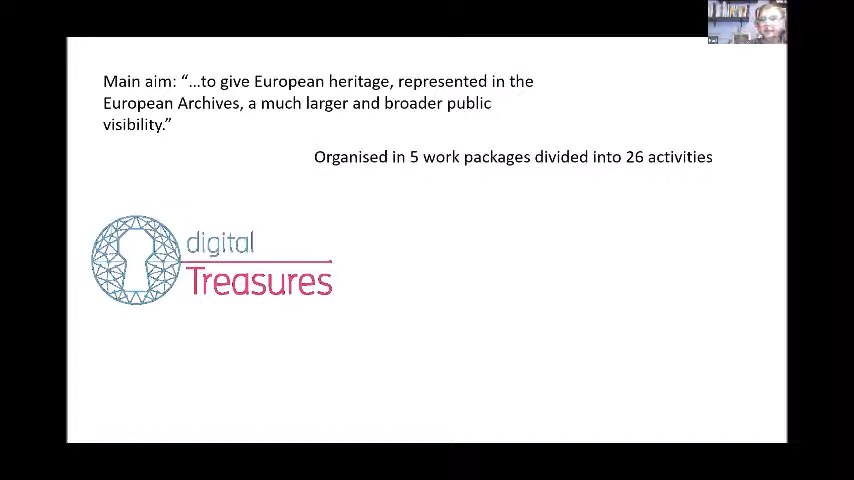 Main aim: “…to give European heritage, represented in the
European Archives, a much larger and broader public
visibility.”
Organised in 5 work packages divided into 26 activities
digital
Treasures